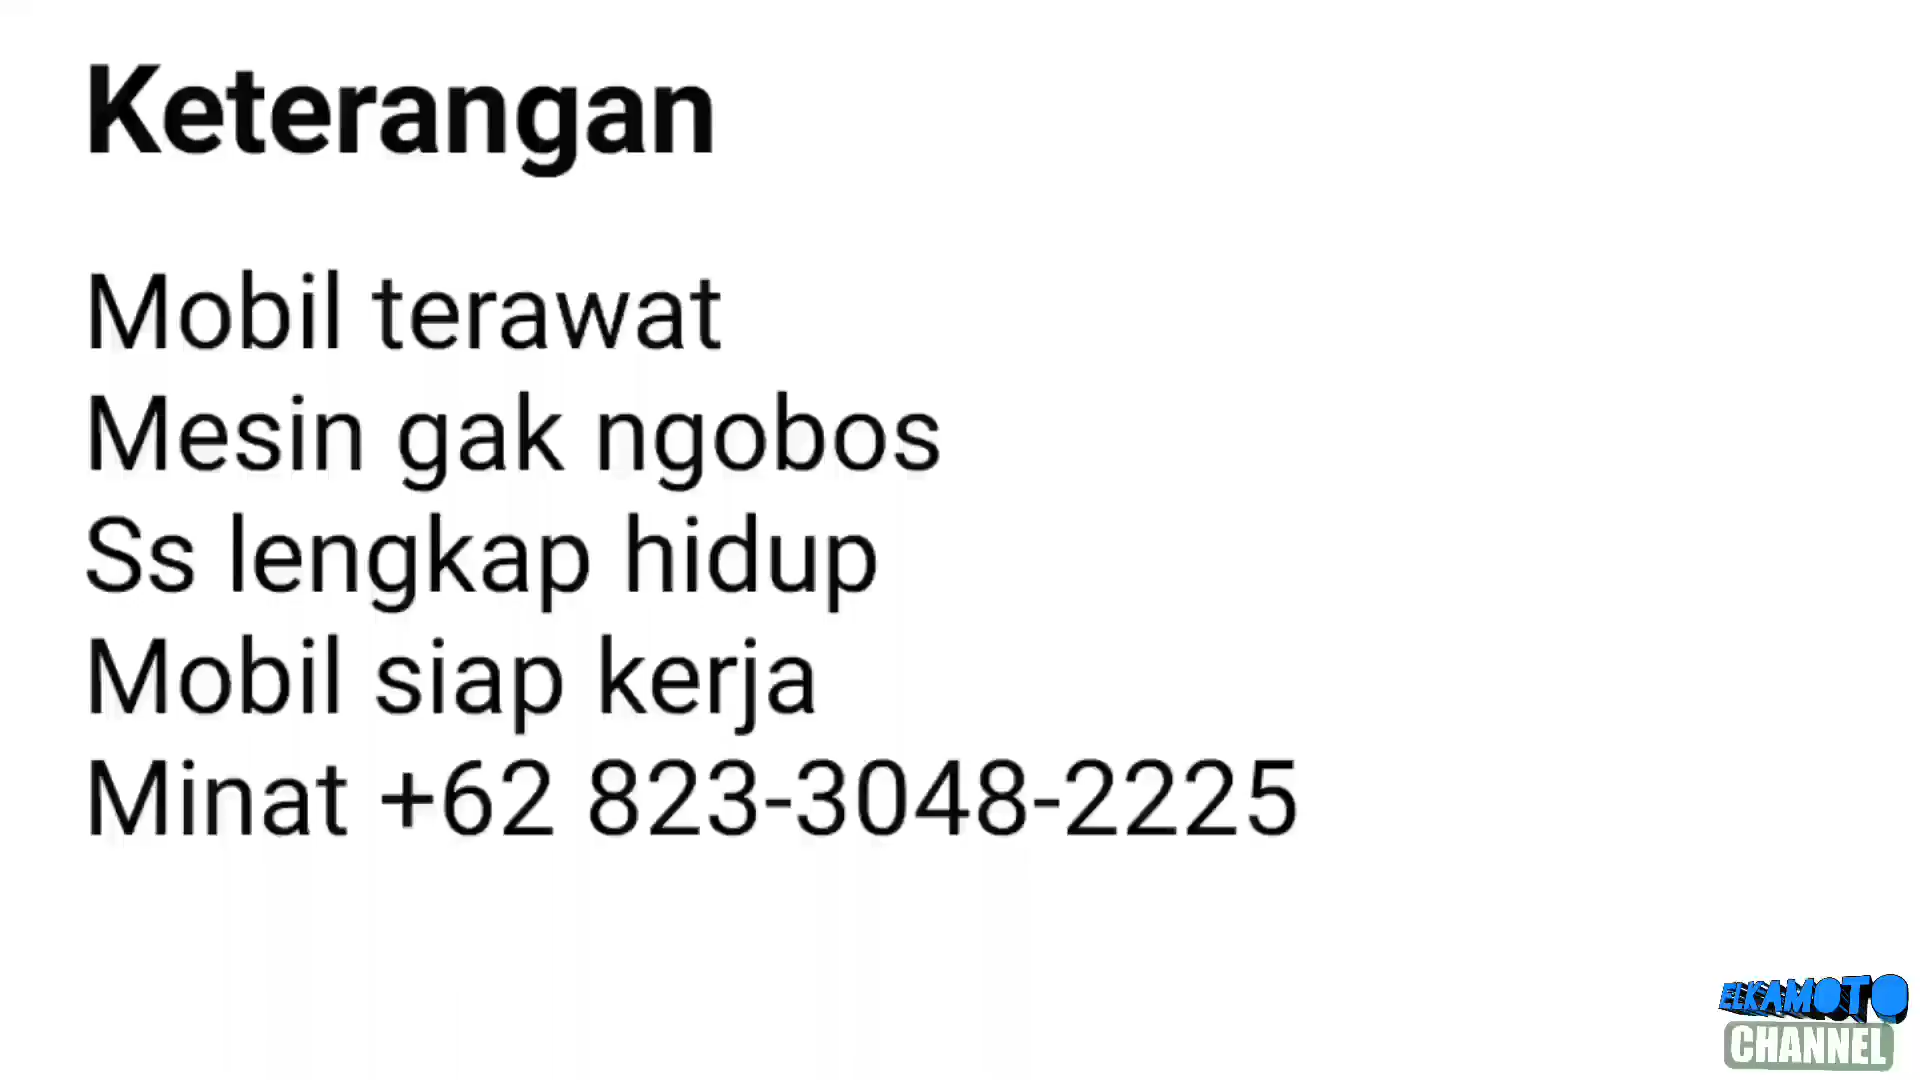 Keterangan
Mobil terawat
Mesin gak ngobos
Ss lengkap hidup
Mobil siap kerja
Minat +62 823-3048-2225
ELKAMOTO
CHANNEL